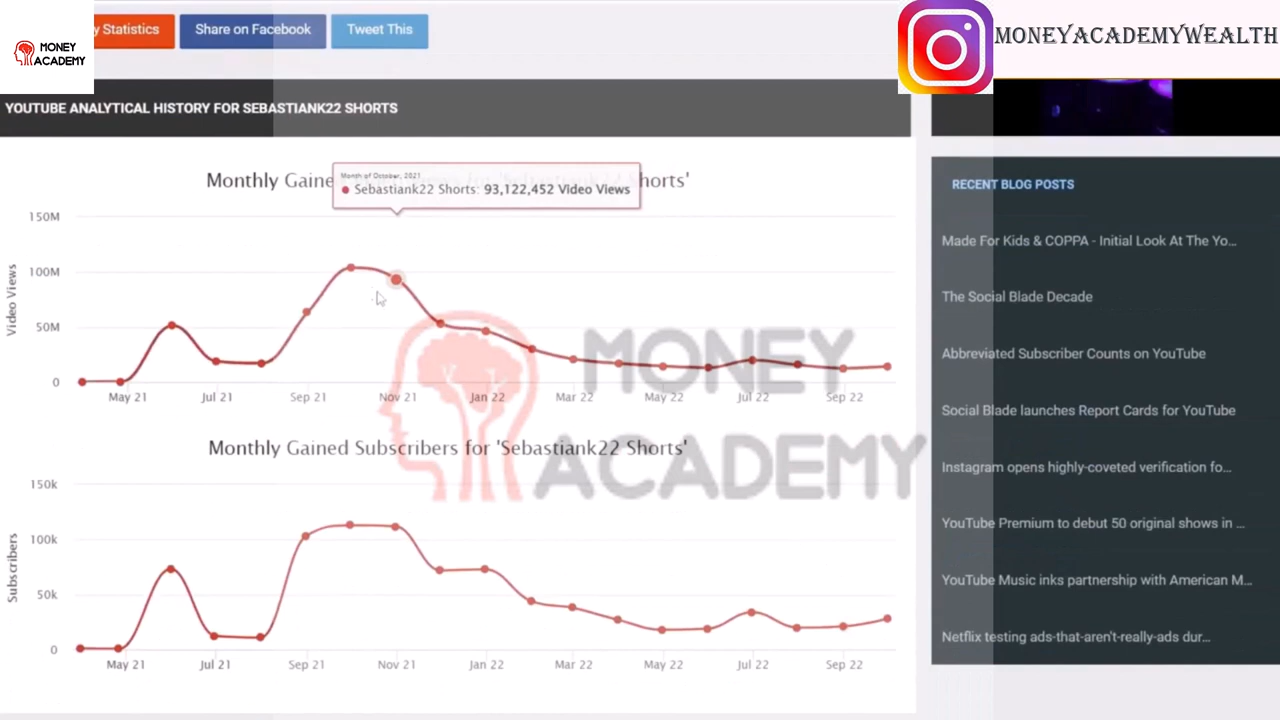 y Statistics
Share on Facebook
Tweet This
MONEY
ACADEMY
MONEYACADEMYWEALTH
YOUTUBE ANALYTICAL HISTORY FOR SEBASTIANK22 SHORTS
Monthly Gained
Shorts'
Month of October, 2021
Sebastiank22 Shorts: 93,122,452 Video Views
150M
100M
50M
0
Video Views
May 21
Jul 21
Sep 21
Nov 21
Jan 22
Mar 22
May 22
Jul 22
Sep 22
MONEY
ACADEMY
Monthly Gained Subscribers for 'Sebastiank22 Shorts'
150k
100k
50k
0
Subscribers
May 21
Jul 21
Sep 21
Nov 21
Jan 22
Mar 22
May 22
Jul 22
Sep 22
RECENT BLOG POSTS
Made For Kids & COPPA - Initial Look At The Yo...
The Social Blade Decade
Abbreviated Subscriber Counts on YouTube
Social Blade launches Report Cards for YouTube
Instagram opens highly-coveted verification fo...
YouTube Premium to debut 50 original shows in ...
YouTube Music inks partnership with American M...
Netflix testing ads-that-aren't-really-ads dur...